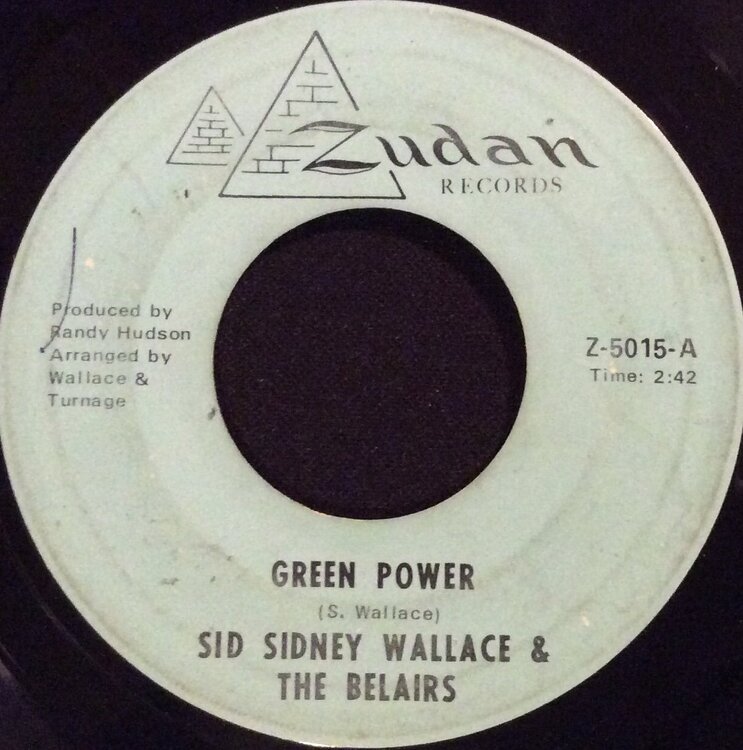 Zudan
RECORDS
Produced by
Randy Hudson
Arranged by
Wallace &
Turnage
Z-5015-A
Time: 2:42
GREEN POWER
(S. Wallace)
SID SIDNEY WALLACE &
THE BELAIRS